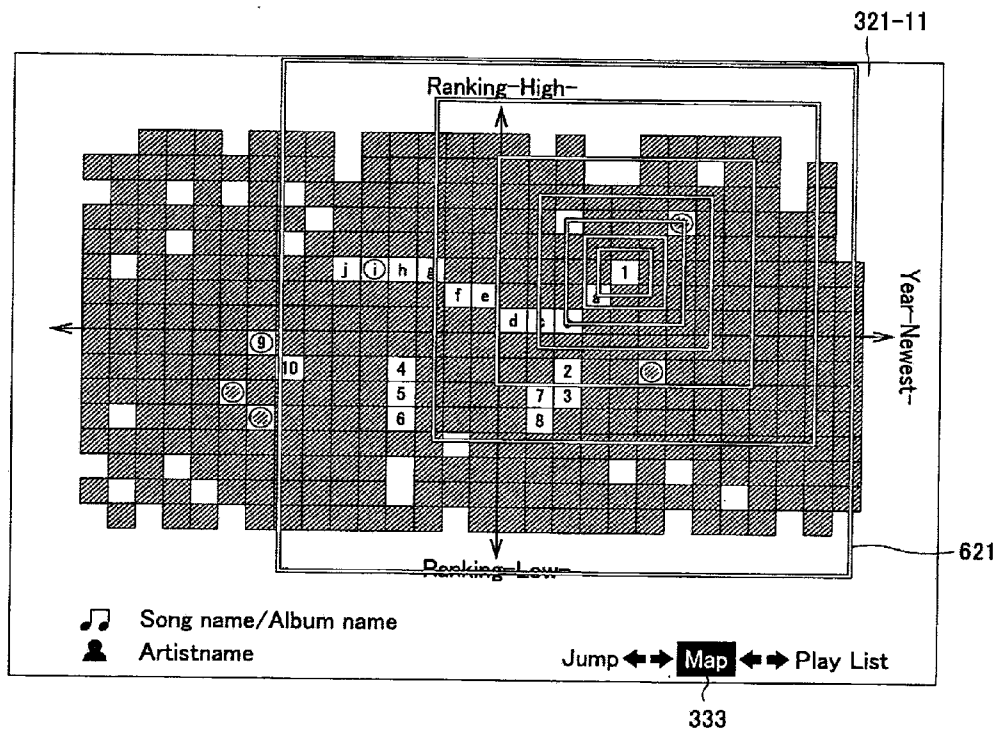 321-11
Ranking-High-
j i h g
1
f e
a
d c
Year-Newest-
9
10 4 2
5 7 3
6 8
Ranking-Low-
621
Song name/Album name
Artistname
Jump Map Play List
333